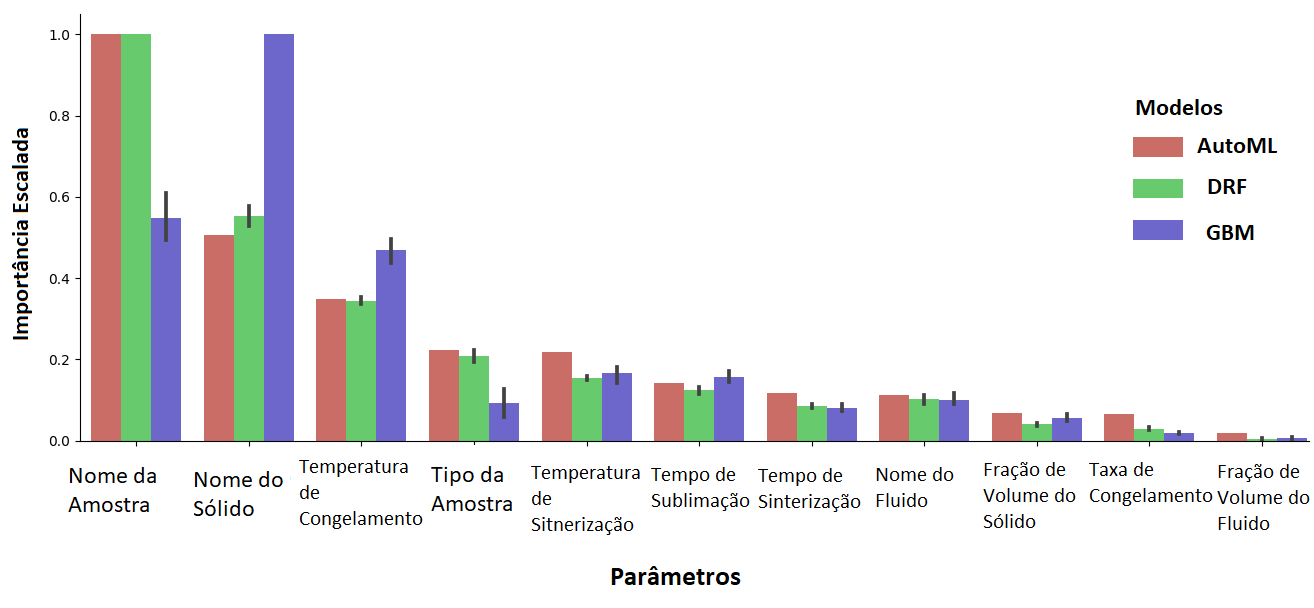 1.0
0.8
0.6
0.4
0.2
0.0
Importância Escalada
Modelos
AutoML
DRF
GBM
Nome da
Amostra
Nome do
Sólido
Temperatura
de
Congelamento
Tipo da
Amostra
Temperatura
de
Sitnerização
Tempo de
Sublimação
Tempo de
Sinterização
Nome do
Fluido
Fração de
Volume do
Sólido
Taxa de
Congelamento
Fração de
Volume do
Fluido
Parâmetros